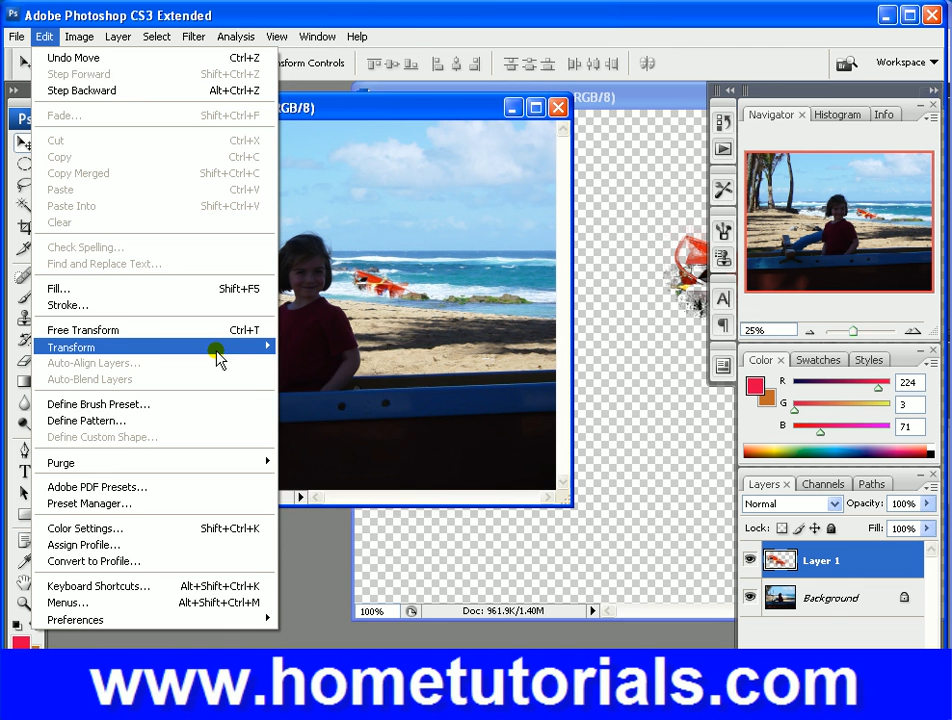 Ps Adobe Photoshop CS3 Extended
File Edit Image Layer Select Filter Analysis View Window Help
Workspace
RGB/8)
RGB/8)
Ps
Undo Move Ctrl+Z
Step Forward Shift+Ctrl+Z
Step Backward Alt+Ctrl+Z
Fade... Shift+Ctrl+F
Cut Ctrl+X
Copy Ctrl+C
Copy Merged Shift+Ctrl+C
Paste Ctrl+V
Paste Into Shift+Ctrl+V
Clear
Check Spelling...
Find and Replace Text...
Fill... Shift+F5
Stroke...
Free Transform Ctrl+T
Transform
Auto-Align Layers...
Auto-Blend Layers
Define Brush Preset...
Define Pattern...
Define Custom Shape...
Purge
Adobe PDF Presets...
Preset Manager...
Color Settings... Shift+Ctrl+K
Assign Profile...
Convert to Profile...
Keyboard Shortcuts... Alt+Shift+Ctrl+K
Menus... Alt+Shift+Ctrl+M
Preferences
T
A
100% Doc: 961.9K/1.40M
Navigator Histogram Info
25%
Color Swatches Styles
R 224
G 3
B 71
Layers Channels Paths
Normal Opacity: 100%
Lock: Fill: 100%
Layer 1
Background
www.hometutorials.com